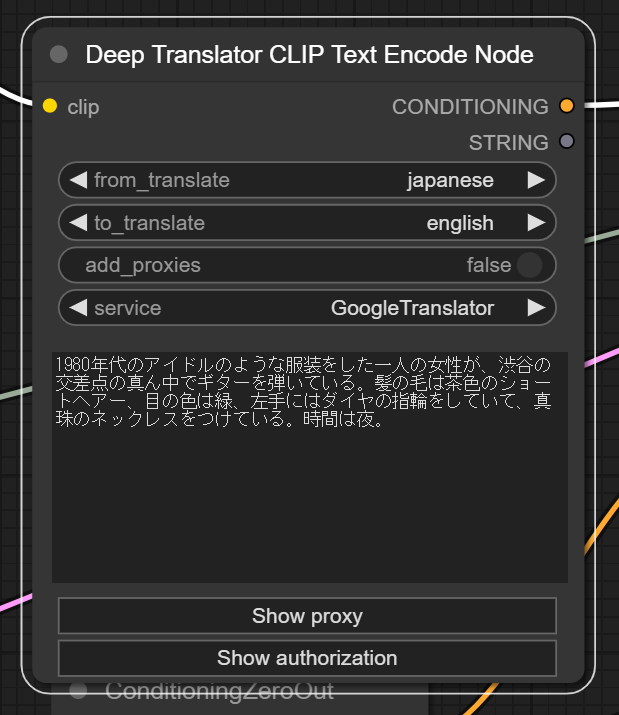 Deep Translator CLIP Text Encode Node
clip
CONDITIONING
STRING
from_translate japanese
to_translate english
add_proxies false
service GoogleTranslator
1980年代のアイドルのような服装をした一人の女性が、渋谷の
交差点の真ん中でギターを弾いている。髪の毛は茶色のショー
トヘアー、目の色は緑、左手にはダイヤの指輪をしていて、真
珠のネックレスをつけている。時間は夜。
Show proxy
Show authorization
ConditioningZeroOut